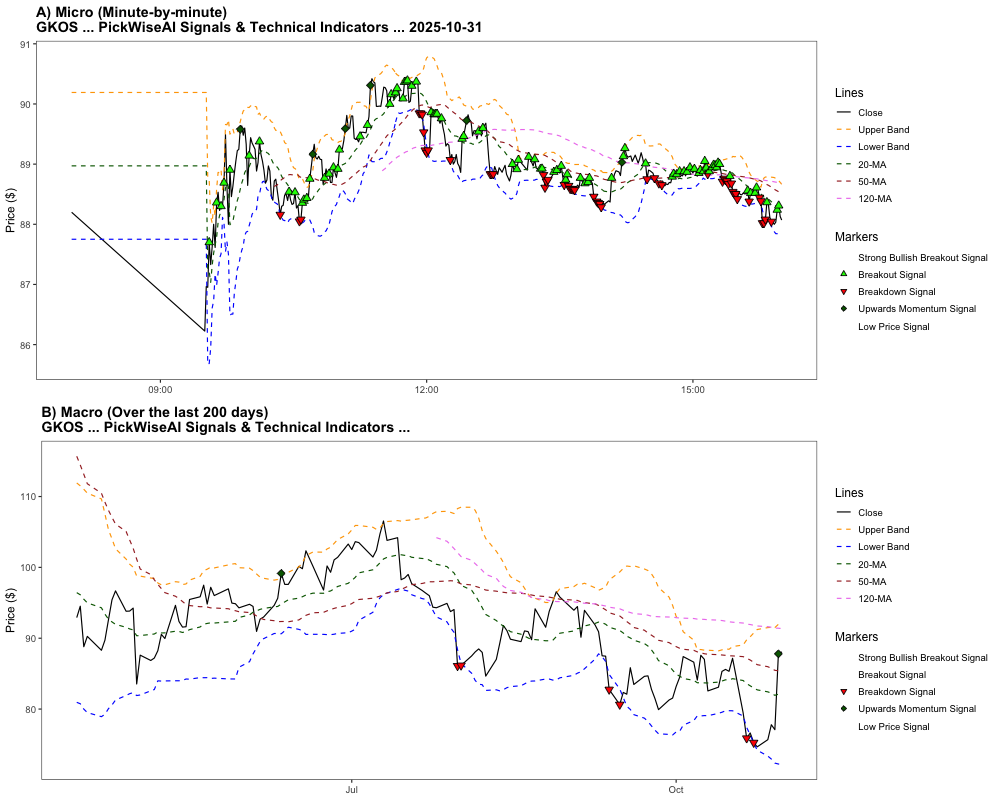 A) Micro (Minute-by-minute)
GKOS ... PickWiseAI Signals & Technical Indicators ... 2025-10-31
Price ($)
91
90
89
88
87
86
09:00
12:00
15:00
Lines
Close
Upper Band
Lower Band
20-MA
50-MA
120-MA
Markers
Strong Bullish Breakout Signal
Breakout Signal
Breakdown Signal
Upwards Momentum Signal
Low Price Signal
B) Macro (Over the last 200 days)
GKOS ... PickWiseAI Signals & Technical Indicators ...
Price ($)
110
100
90
80
Jul
Oct
Lines
Close
Upper Band
Lower Band
20-MA
50-MA
120-MA
Markers
Strong Bullish Breakout Signal
Breakout Signal
Breakdown Signal
Upwards Momentum Signal
Low Price Signal